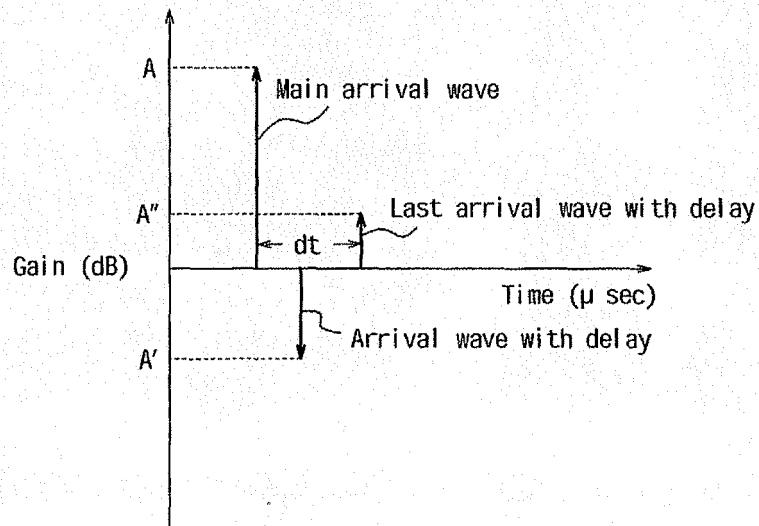 A
Main arrival wave
A"
Last arrival wave with delay
dt
Gain (dB)
Time (μ sec)
Arrival wave with delay
A'